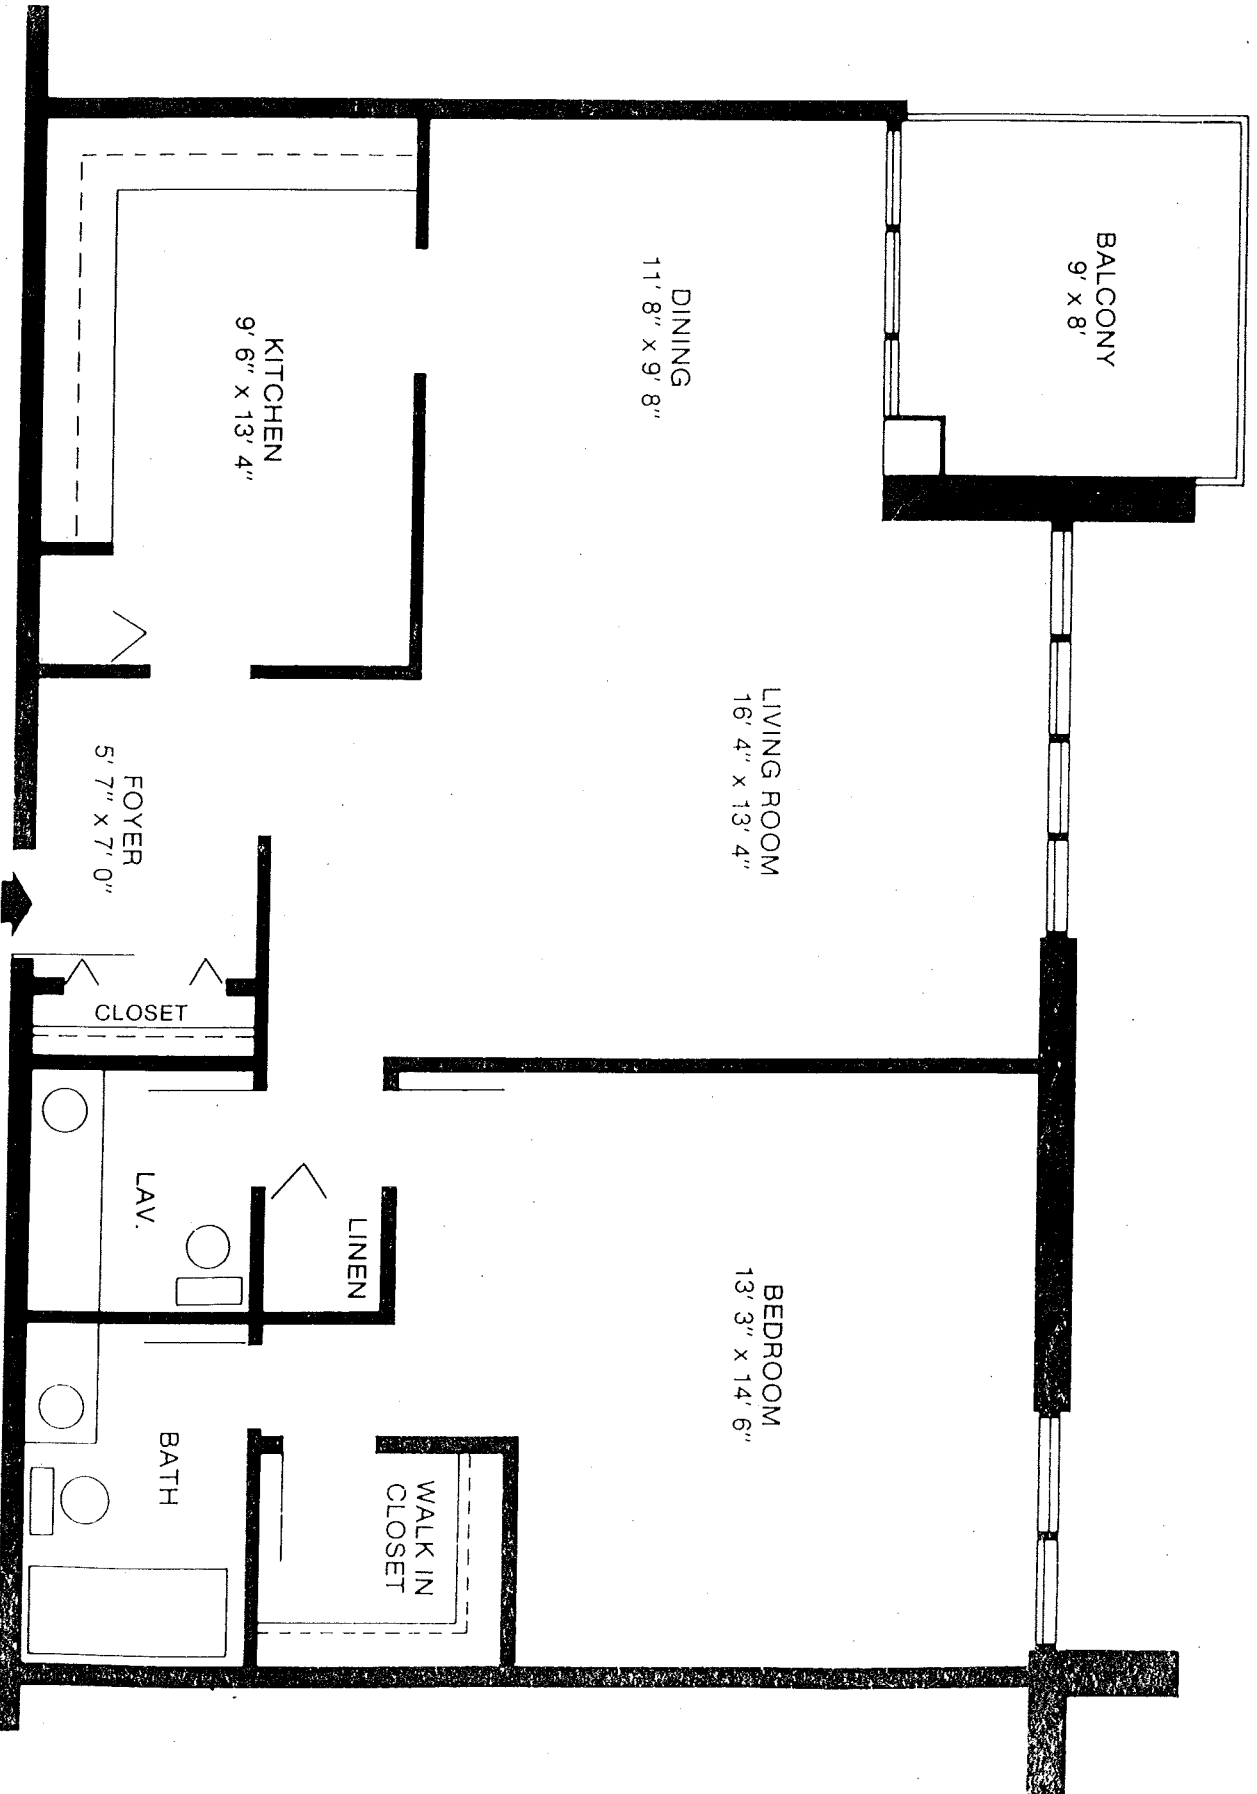 BALCONY
9' x 8'
DINING
11' 8" x 9' 8"
LIVING ROOM
16' 4" x 13' 4"
BEDROOM
13' 3" x 14' 6"
KITCHEN
9' 6" x 13' 4"
FOYER
5' 7" x 7' 0"
CLOSET
LINEN
LAV.
WALK IN
CLOSET
BATH